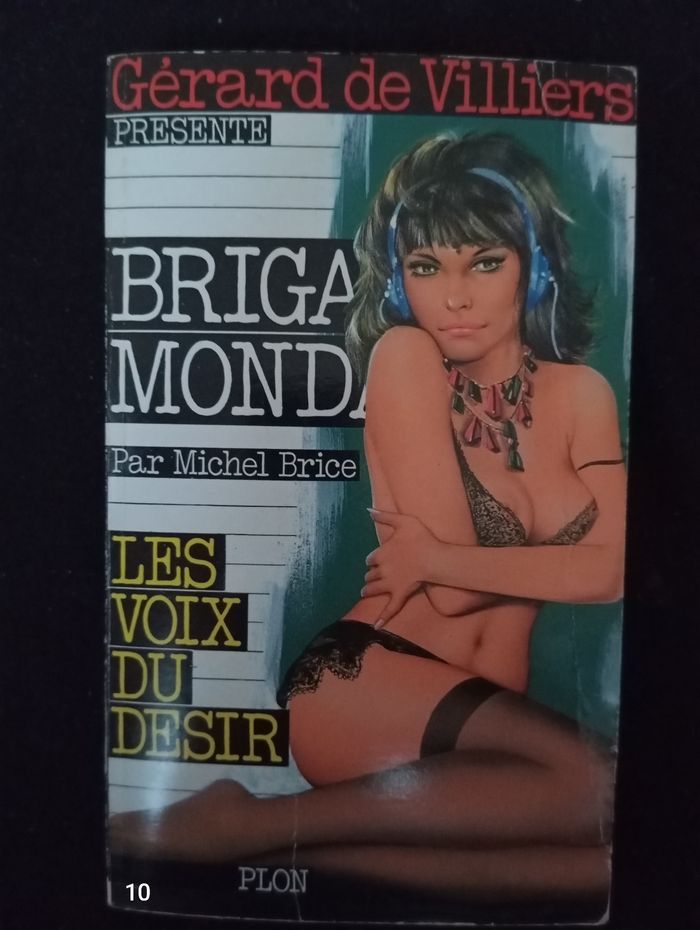 Gérard de Villiers
PRESENTE
BRIGA
MONDA
Par Michel Brice
LES
VOIX
DU
DESIR
PLON
10